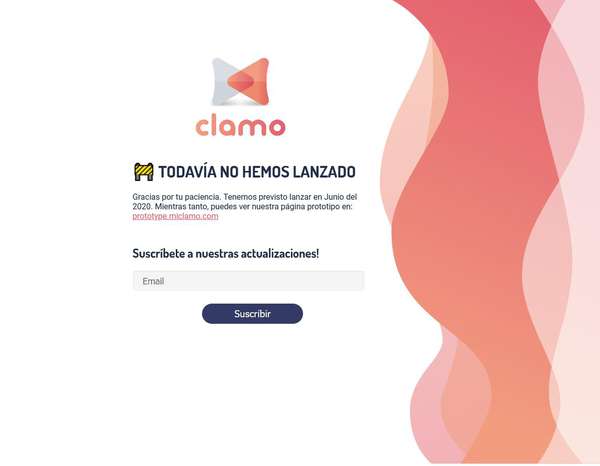 clamo
🚧 TODAVÍA NO HEMOS LANZADO
Gracias por tu paciencia. Tenemos previsto lanzar en Junio del
2020. Mientras tanto, puedes ver nuestra página prototipo en:
prototype.miclamo.com
Suscríbete a nuestras actualizaciones!
Email
Suscribir